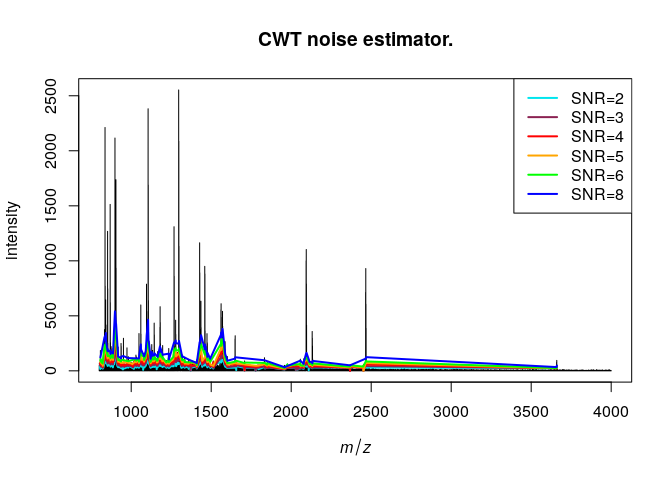 CWT noise estimator.
SNR=2
SNR=3
SNR=4
SNR=5
SNR=6
SNR=8
Intensity
2500
2000
1500
1000
500
0
1000 1500 2000 2500 3000 3500 4000
m/z